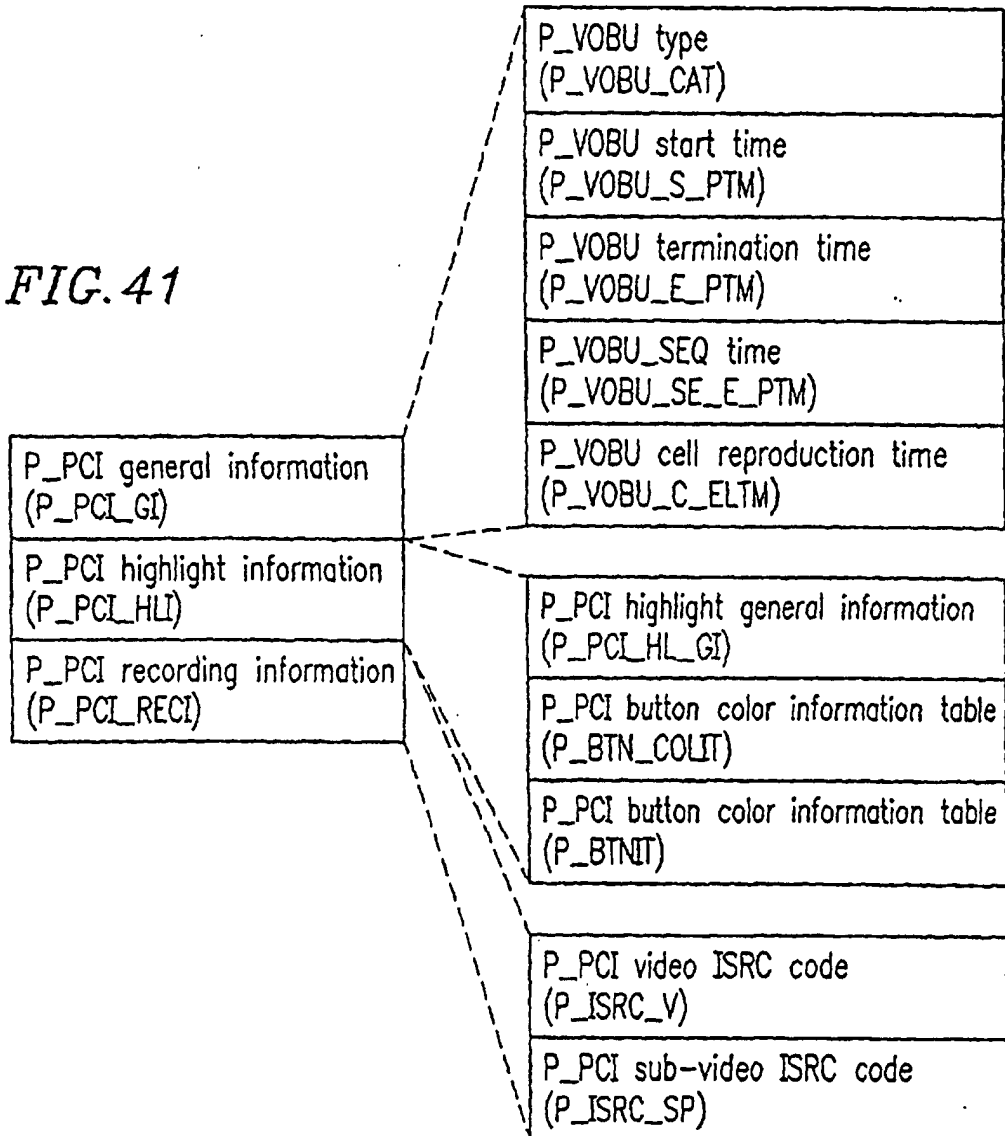 FIG. 41
P_PCI general information
(P_PCI_GI)
P_PCI highlight information
(P_PCI_HLI)
P_PCI recording information
(P_PCI_RECI)
P_VOBU type
(P_VOBU_CAT)
P_VOBU start time
(P_VOBU_S_PTM)
P_VOBU termination time
(P_VOBU_E_PTM)
P_VOBU_SEQ time
(P_VOBU_SE_E_PTM)
P_VOBU cell reproduction time
(P_VOBU_C_ELTM)
P_PCI highlight general information
(P_PCI_HL_GI)
P_PCI button color information table
(P_BTN_COLIT)
P_PCI button color information table
(P_BTNIT)
P_PCI video ISRC code
(P_ISRC_V)
P_PCI sub-video ISRC code
(P_ISRC_SP)